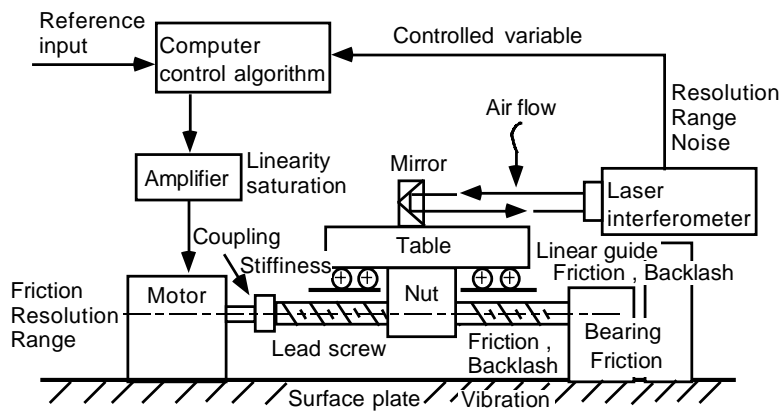 Reference
input
Computer
control algorithm
Controlled variable
Resolution
Range
Noise
Air flow
Mirror
Amplifier
Linearity
saturation
Laser
interferometer
Coupling
Stiffiness
Table
Linear guide
Friction , Backlash
Friction
Resolution
Range
Motor
Nut
Lead screw
Friction ,
Backlash
Bearing
Friction
Surface plate
Vibration